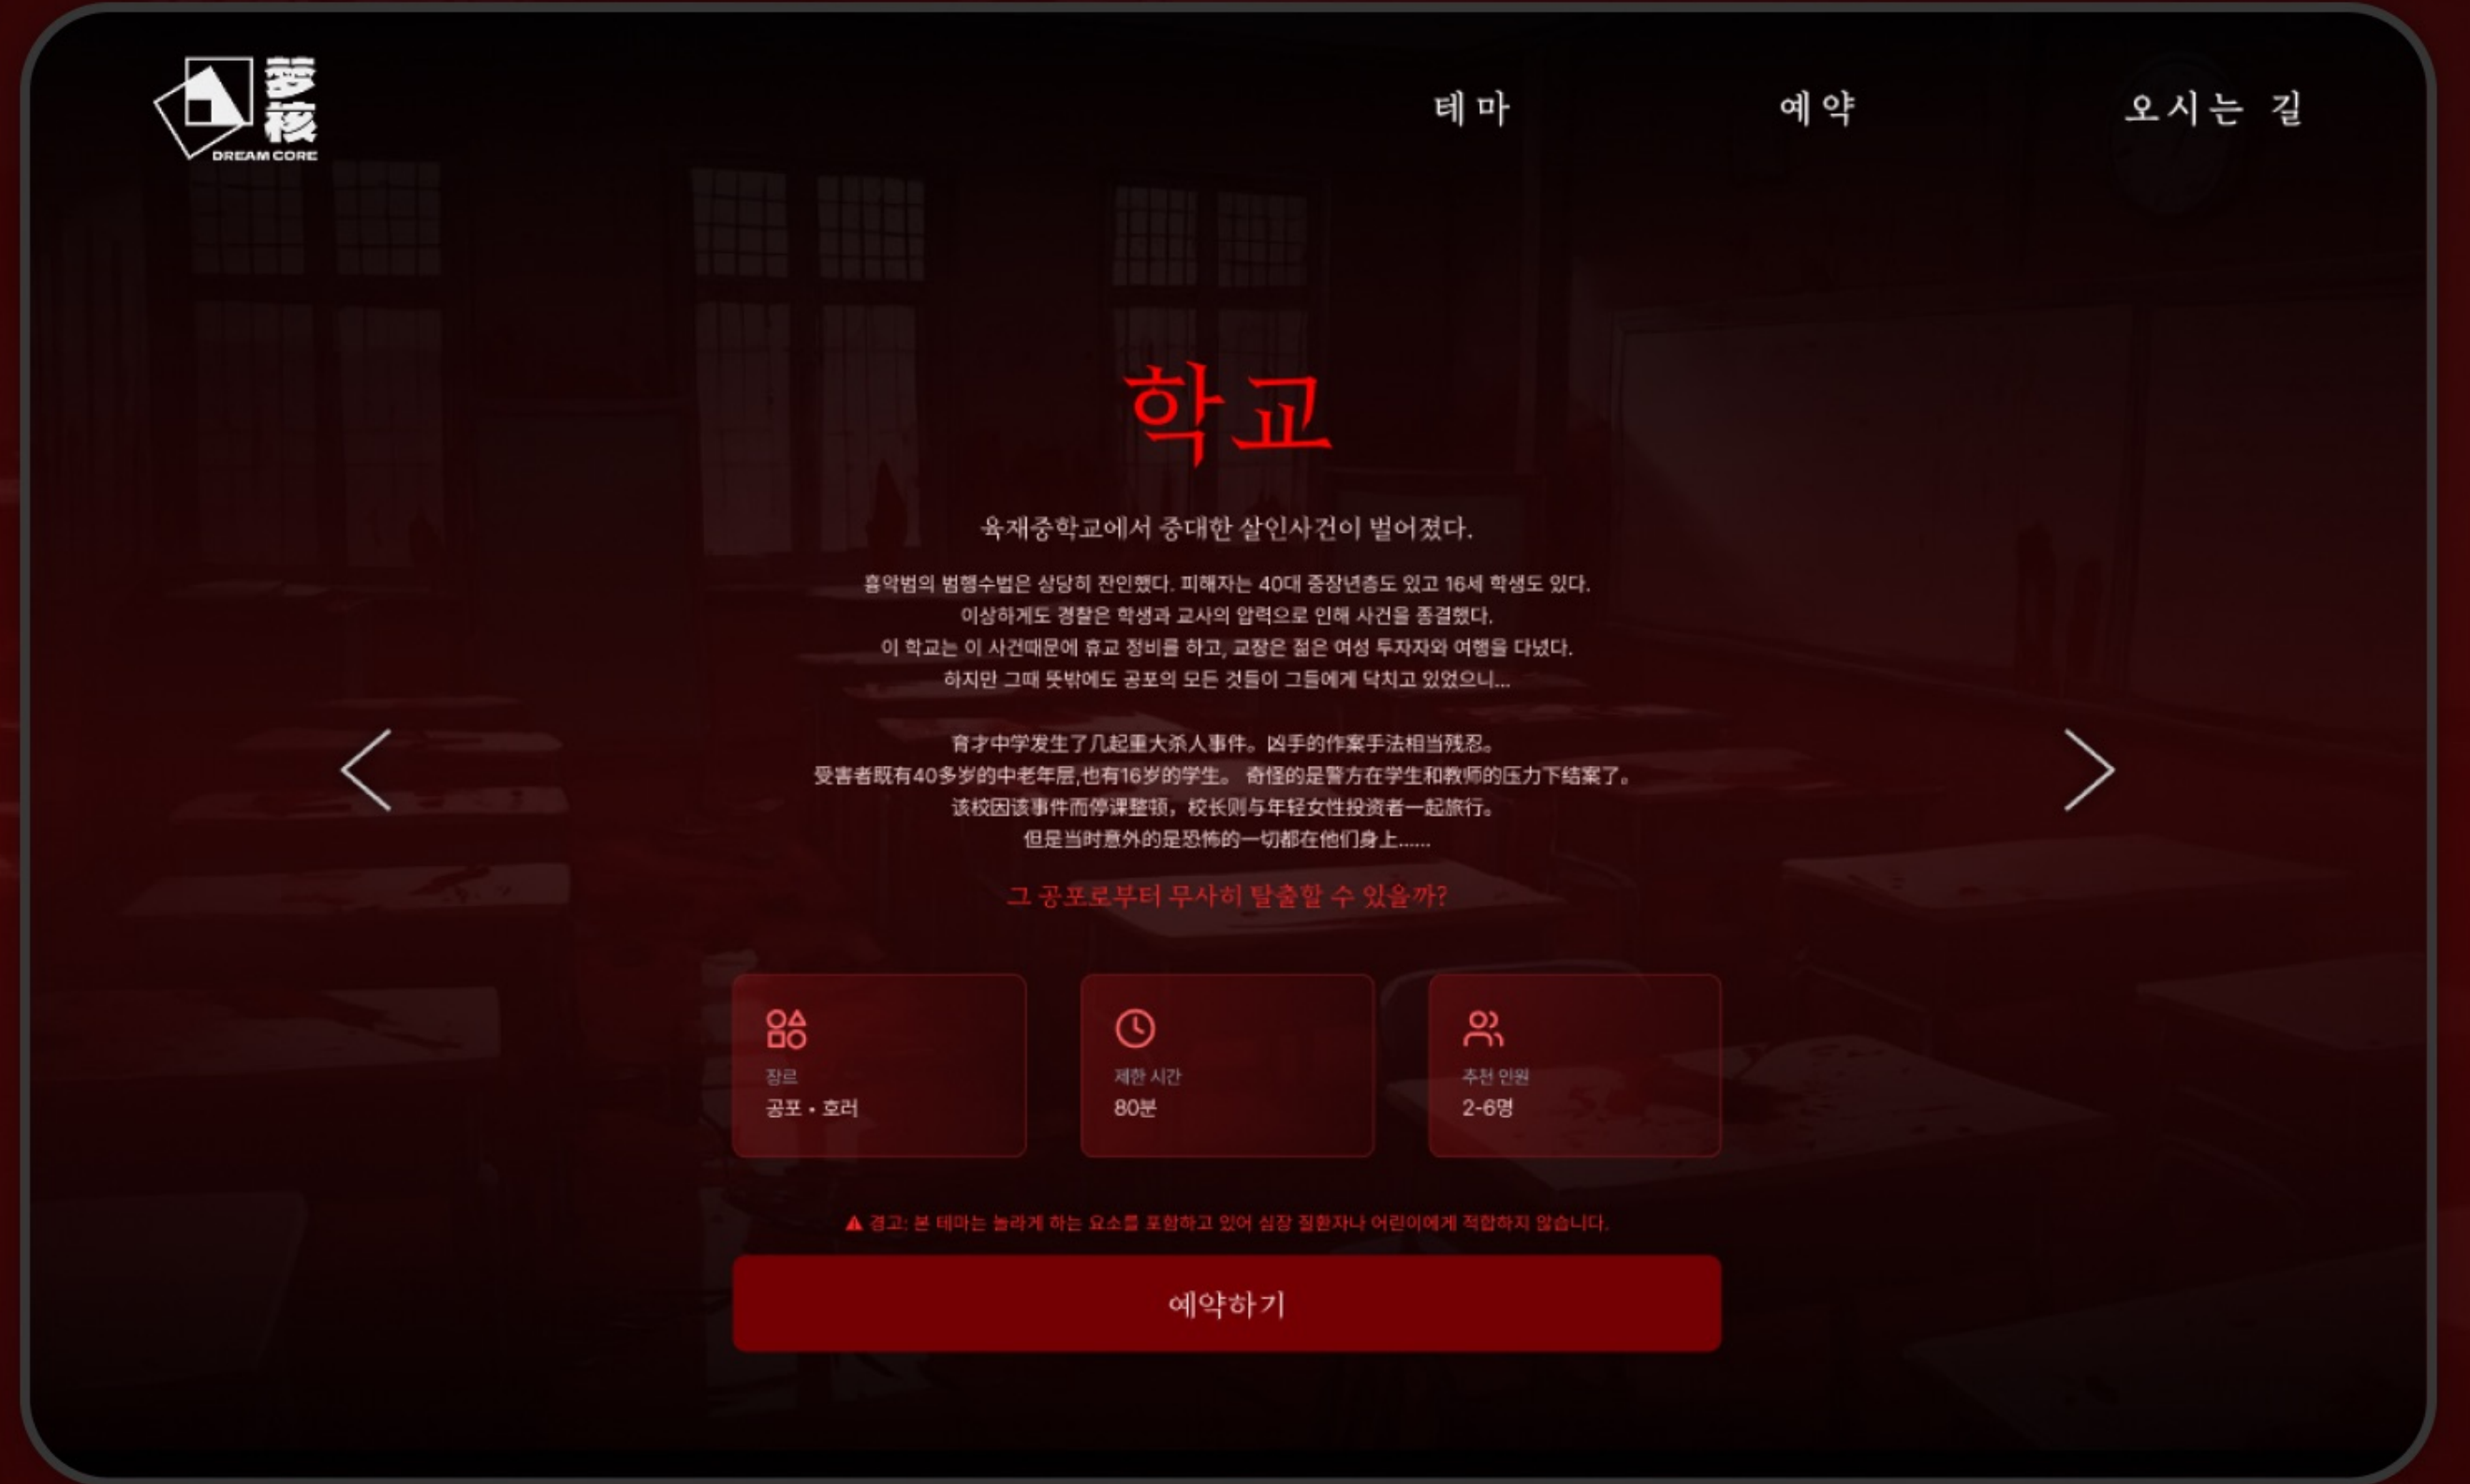 萝核
DREAM CORE
테마
예약
오시는 길
학교
육재중학교에서 중대한 살인사건이 벌어졌다.
흉악범의 범행수법은 상당히 잔인했다. 피해자는 40대 중장년층도 있고 16세 학생도 있다.
이상하게도 경찰은 학생과 교사의 압력으로 인해 사건을 종결했다.
이 학교는 이 사건때문에 휴교 정비를 하고, 교장은 젊은 여성 투자자와 여행을 다녔다.
하지만 그때 뜻밖에도 공포의 모든 것들이 그들에게 닥치고 있었으니...
育才中学发生了几起重大杀人事件。凶手的作案手法相当残忍。
受害者既有40多岁的中老年层,也有16岁的学生。 奇怪的是警方在学生和教师的压力下结案了。
该校因该事件而停课整顿，校长则与年轻女性投资者一起旅行。
但是当时意外的是恐怖的一切都在他们身上......
그 공포로부터 무사히 탈출할 수 있을까?
장르
공포 • 호러
제한 시간
80분
추천 인원
2-6명
경고: 본 테마는 놀라게 하는 요소를 포함하고 있어 심장 질환자나 어린이에게 적합하지 않습니다.
예약하기